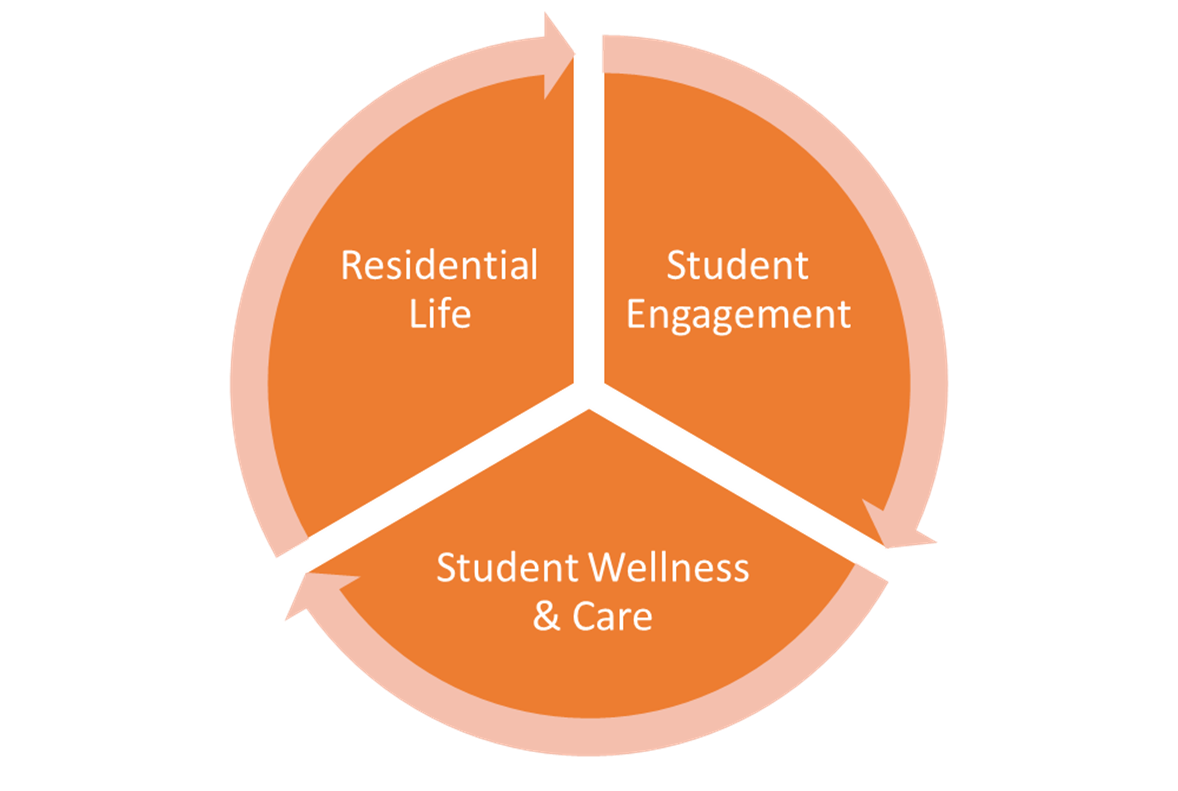 Residential
Life
Student
Engagement
Student Wellness
& Care